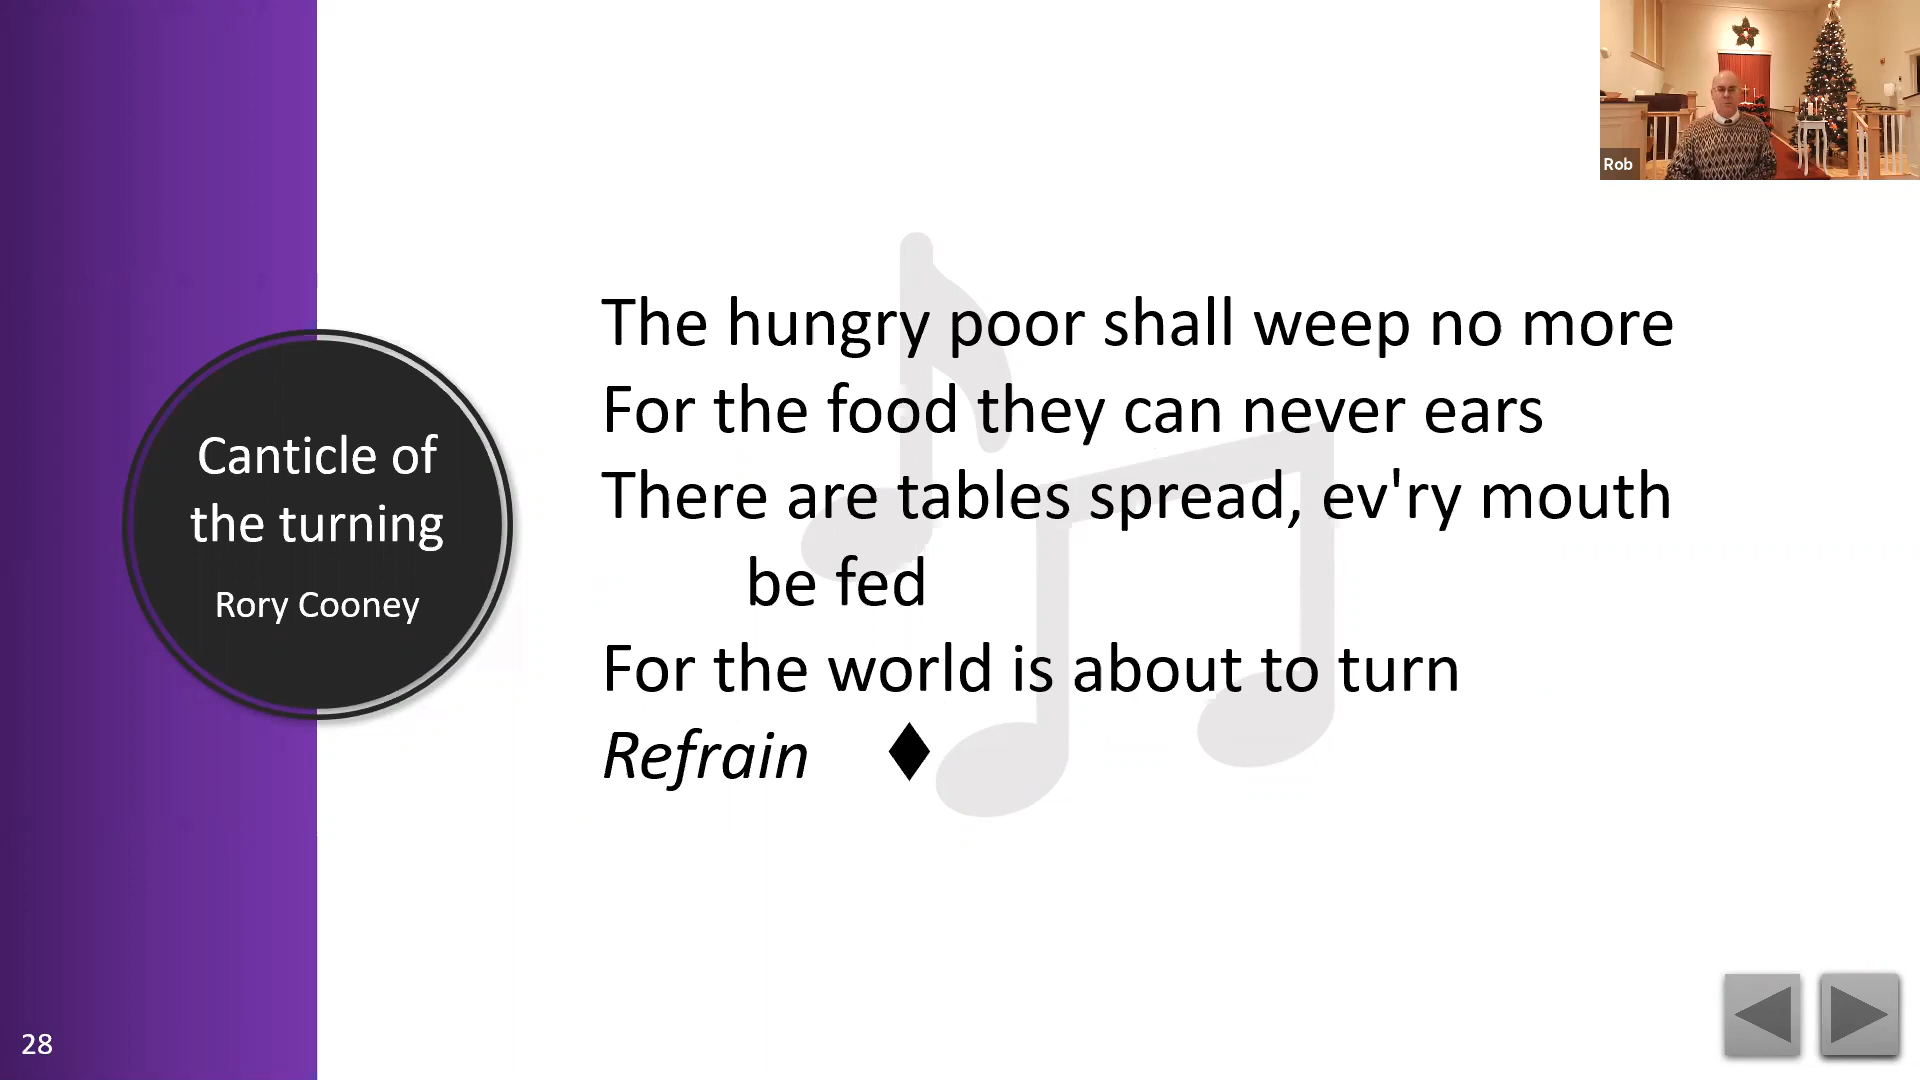 Canticle of
the turning
Rory Cooney
The hungry poor shall weep no more
For the food they can never ears
There are tables spread, ev'ry mouth
be fed
For the world is about to turn
Refrain ♦
Rob
28